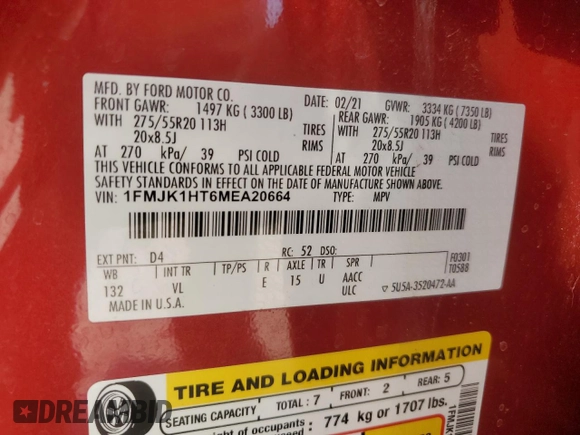 MFD. BY FORD MOTOR CO.
DATE: 02/21 GVWR: 3334 KG (7350 LB)
FRONT GAWR: 1497 KG (3300 LB) REAR GAWR: 1905 KG (4200 LB)
WITH 275/55R20 113H TIRES WITH 275/55R20 113H TIRES
20x8.5J RIMS 20x8.5J RIMS
AT 270 kPa/ 39 PSI COLD AT 270 kPa/ 39 PSI COLD
THIS VEHICLE CONFORMS TO ALL APPLICABLE FEDERAL MOTOR VEHICLE
SAFETY STANDARDS IN EFFECT ON THE DATE OF MANUFACTURE SHOWN ABOVE.
VIN: 1FMJK1HT6MEA20664 TYPE: MPV
EXT PNT: D4 RC: 52 DSO: F0301
WB INT TR TP/PS R AXLE TR SPR T0588
132 VL E 15 U AACC
ULC
MADE IN U.S.A. 5U5A-3520472-AA
TIRE AND LOADING INFORMATION
SEATING CAPACITY TOTAL: 7 FRONT: 2 REAR: 5
weight of occupants
774 kg or 1707 lbs.
1FMJK
DREAMBID